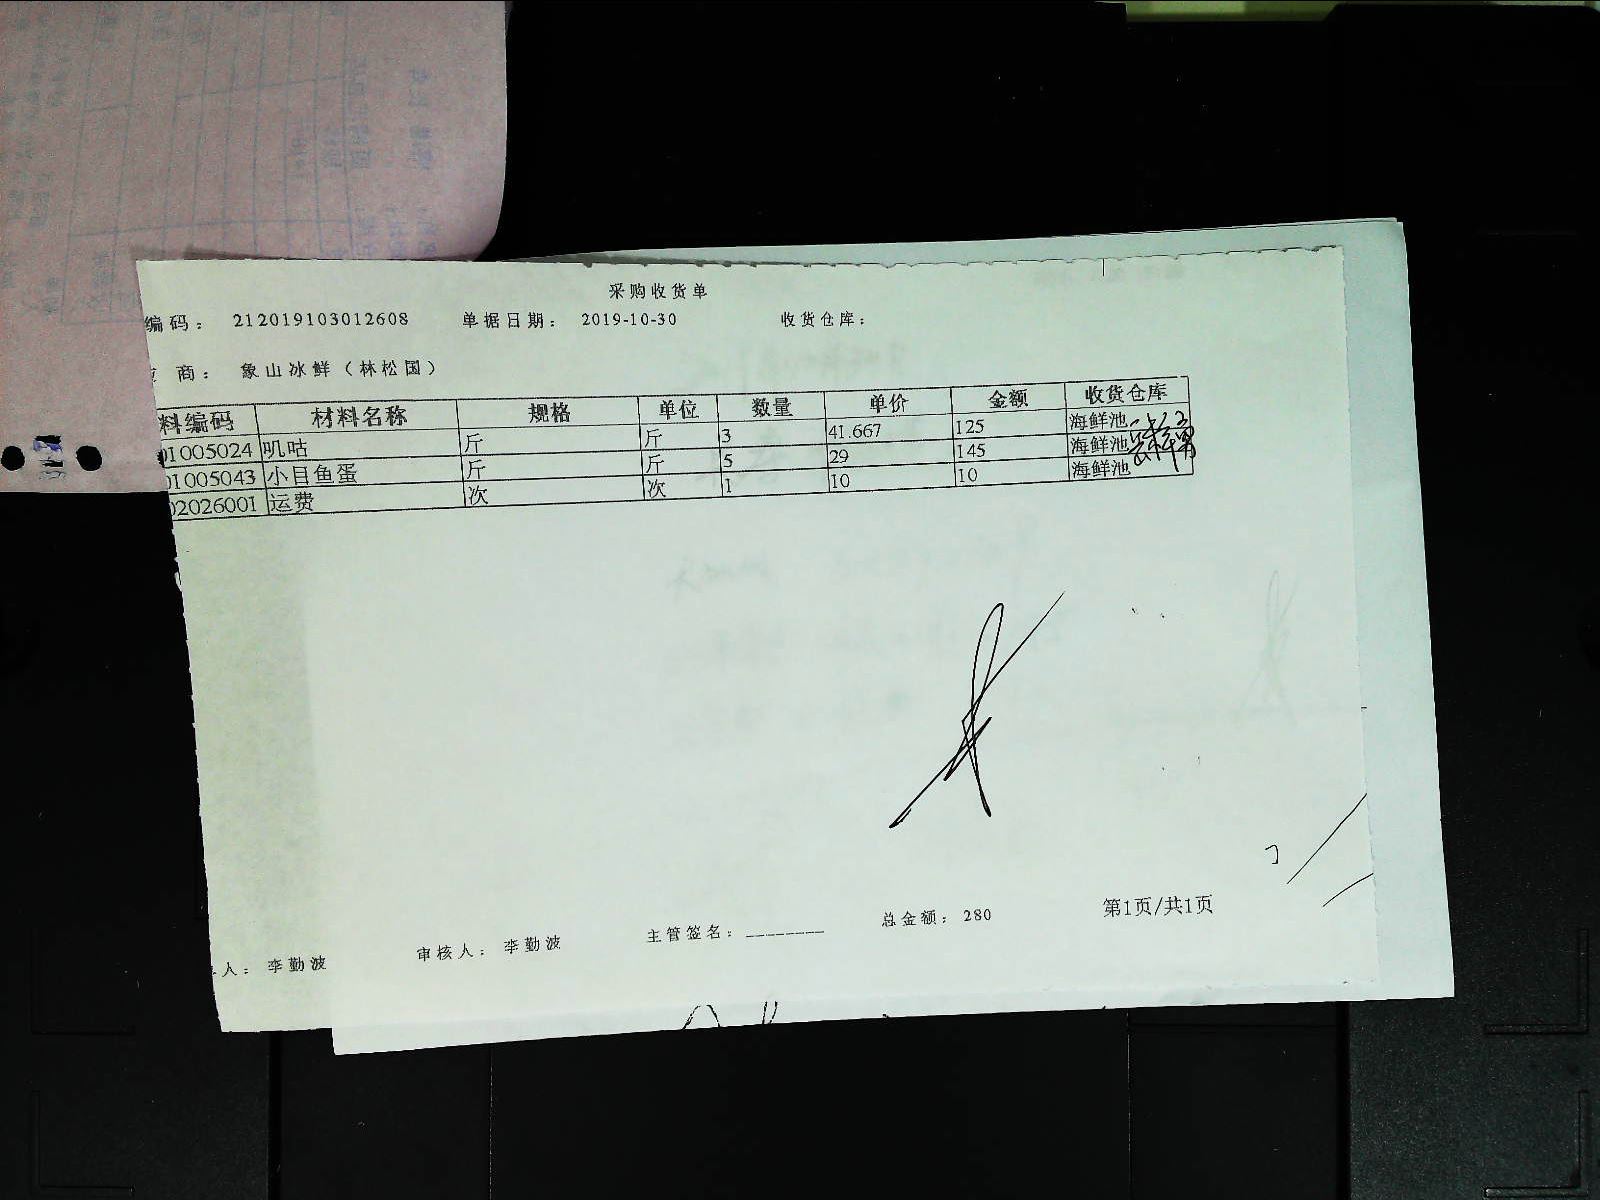 采购收货单
编码： 212019103012608 单据日期： 2019-10-30 收货仓库：
商： 象山冰鲜（林松国）
料编码 材料名称 规格 单位 数量 单价 金额 收货仓库
01005024 叽咕 斤 斤 3 41.667 125 海鲜池
01005043 小目鱼蛋 斤 斤 5 29 145 海鲜池
02026001 运费 次 次 1 10 10 海鲜池
人： 李勤波 审核人： 李勤波 主管签名：________ 总金额： 280 第1页/共1页